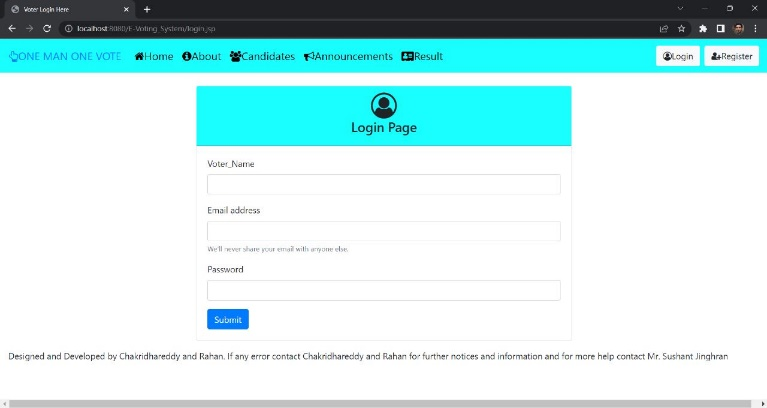 Voter Login Here
localhost:8080/E-Voting_System/login.jsp
ONE MAN ONE VOTE Home About Candidates Announcements Result Login Register
Login Page
Voter_Name
Email address
We'll never share your email with anyone else.
Password
Submit
Designed and Developed by Chakridhareddy and Rahan. If any error contact Chakridhareddy and Rahan for further notices and information and for more help contact Mr. Sushant Jinghran